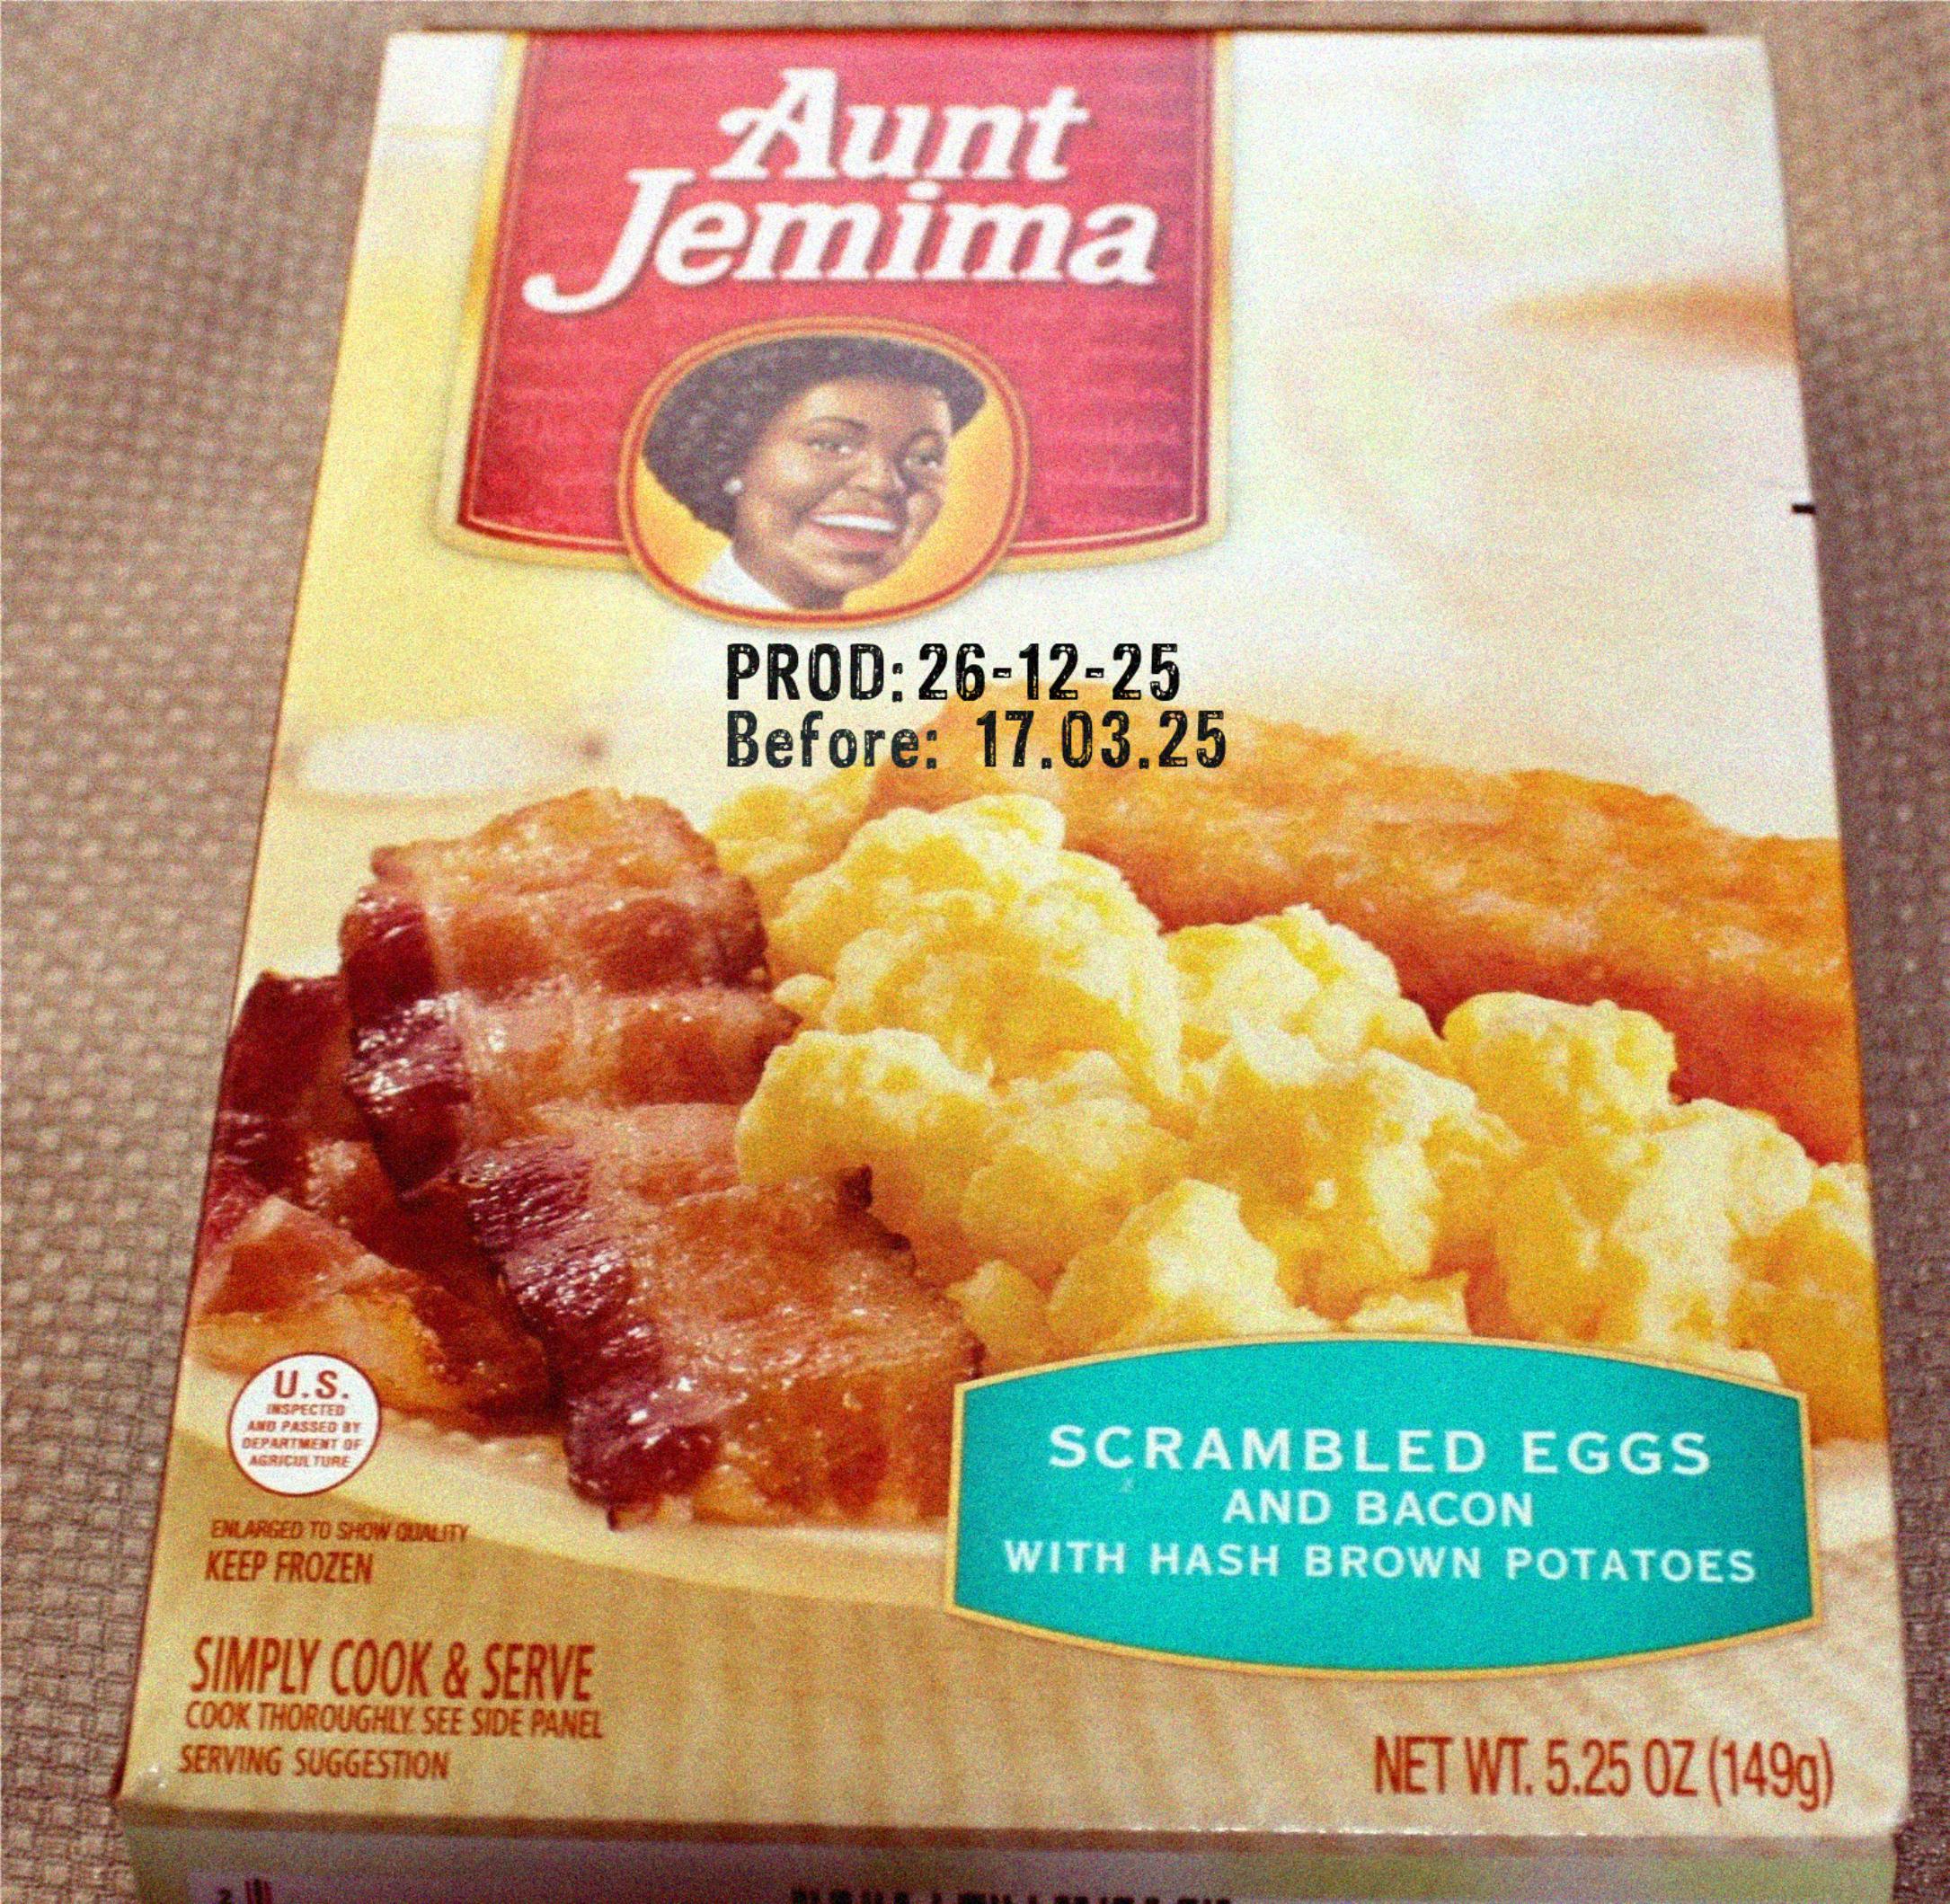 Aunt
Jemima
PROD: 26-12-25
Before: 17.03.25
U.S.
INSPECTED
AND PASSED BY
DEPARTMENT OF
AGRICULTURE
ENLARGED TO SHOW QUALITY
KEEP FROZEN
SCRAMBLED EGGS
AND BACON
WITH HASH BROWN POTATOES
SIMPLY COOK & SERVE
COOK THOROUGHLY. SEE SIDE PANEL
SERVING SUGGESTION
NET WT. 5.25 OZ (149g)
2